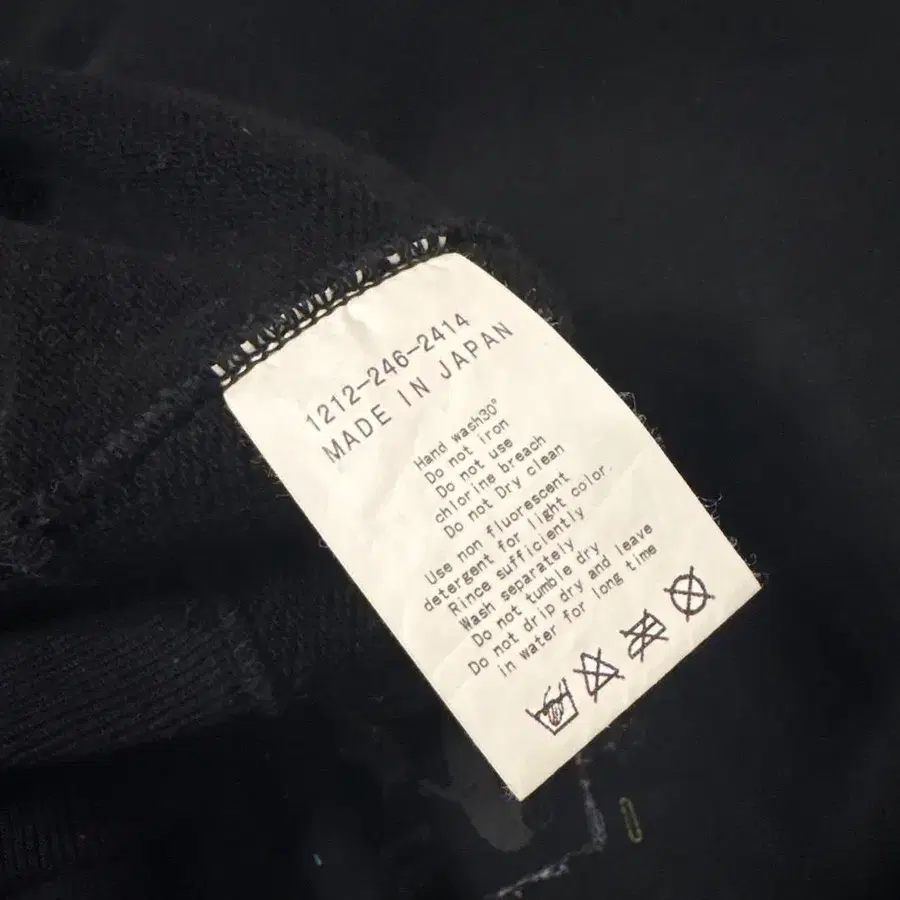 1212-246-2414
MADE IN JAPAN
Hand wash30°
Do not iron
Do not use
chlorine breach
Do not Dry clean
Use non fluorescent
detergent for light color.
Rince sufficiently
Wash separately
Do not tumble dry
Do not drip dry and leave
in water for long time